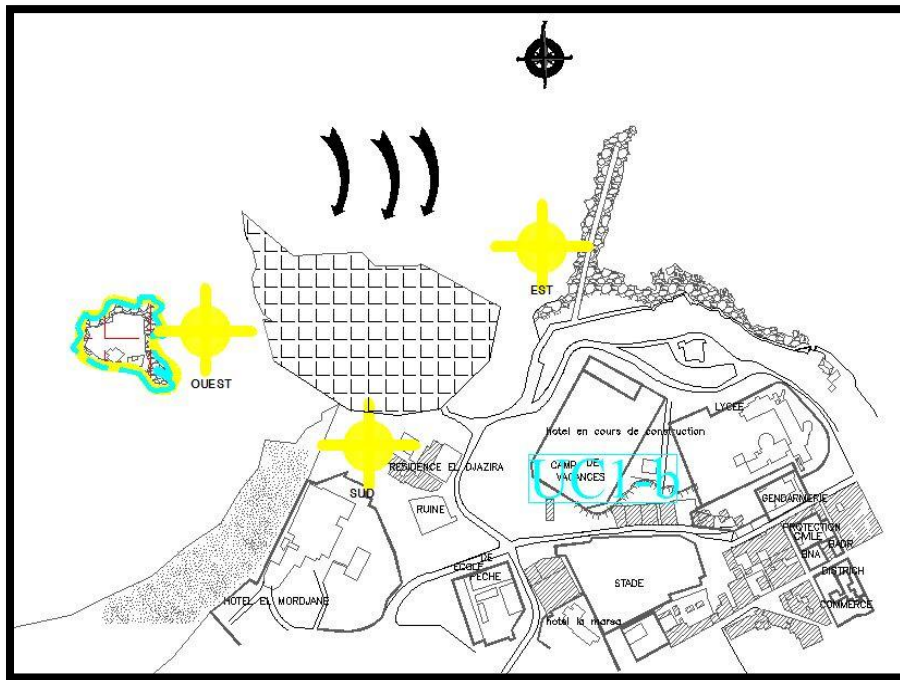 EST
OUEST
LYCEE
hotel en cours de construction
CAMP DE
VACANCES
UC1-b
RESIDENCE EL DJAZIRA
SUD
GENDARMERIE
RUINE
PROTECTION
CIVILE
BADR
BNA
ECOLE DE
PECHE
STADE
DISTRICH
HOTEL EL MORDJANE
COMMERCE
hotel la marsa